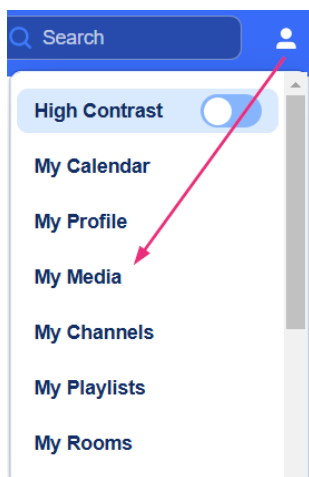 Search
High Contrast
My Calendar
My Profile
My Media
My Channels
My Playlists
My Rooms